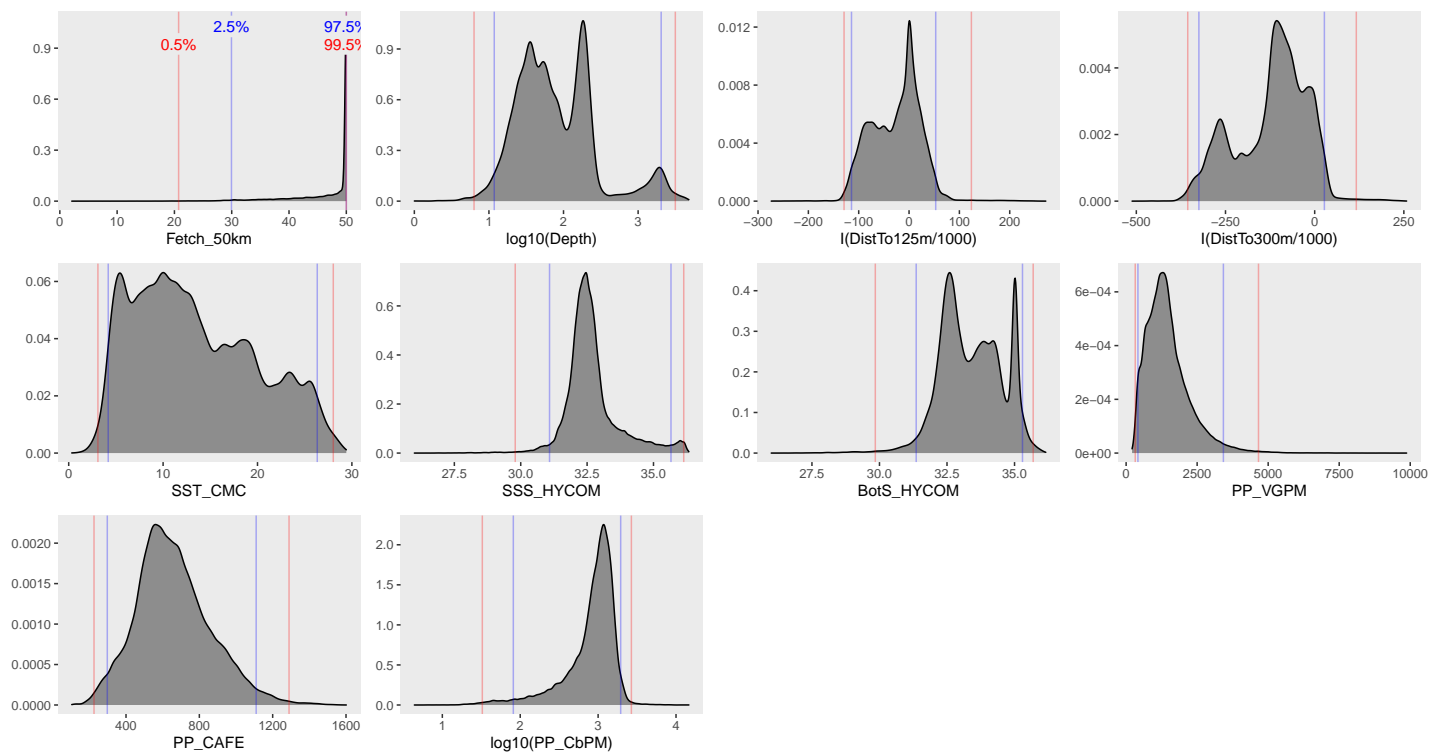 2.5%
97.5%
0.5%
99.5%
0.9
0.6
0.3
0.0
0 10 20 30 40 50
Fetch_50km
0.9
0.6
0.3
0.0
0 1 2 3
log10(Depth)
0.012
0.008
0.004
0.000
−300 −200 −100 0 100 200
I(DistTo125m/1000)
0.004
0.002
0.000
−500 −250 0 250
I(DistTo300m/1000)
0.06
0.04
0.02
0.00
0 10 20 30
SST_CMC
0.6
0.4
0.2
0.0
27.5 30.0 32.5 35.0
SSS_HYCOM
0.4
0.3
0.2
0.1
0.0
27.5 30.0 32.5 35.0
BotS_HYCOM
6e−04
4e−04
2e−04
0e+00
0 2500 5000 7500 10000
PP_VGPM
0.0020
0.0015
0.0010
0.0005
0.0000
400 800 1200 1600
PP_CAFE
2.0
1.5
1.0
0.5
0.0
1 2 3 4
log10(PP_CbPM)